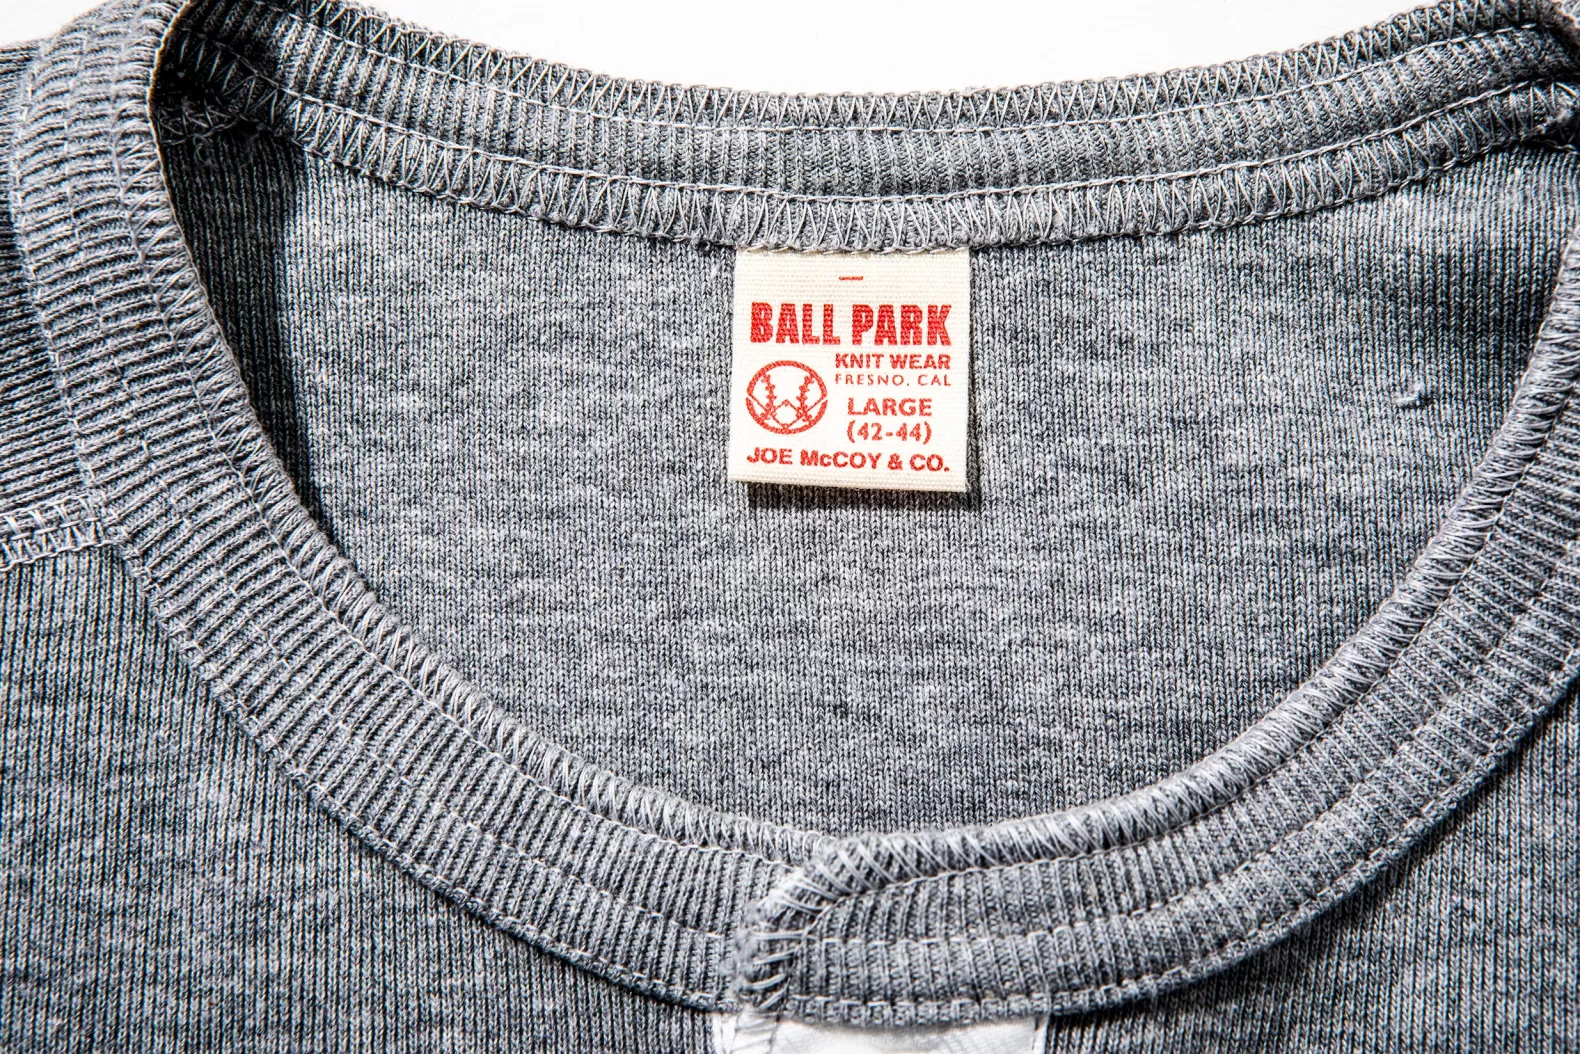 BALL PARK
KNIT WEAR
FRESNO, CAL
LARGE
(42-44)
JOE McCOY & CO.